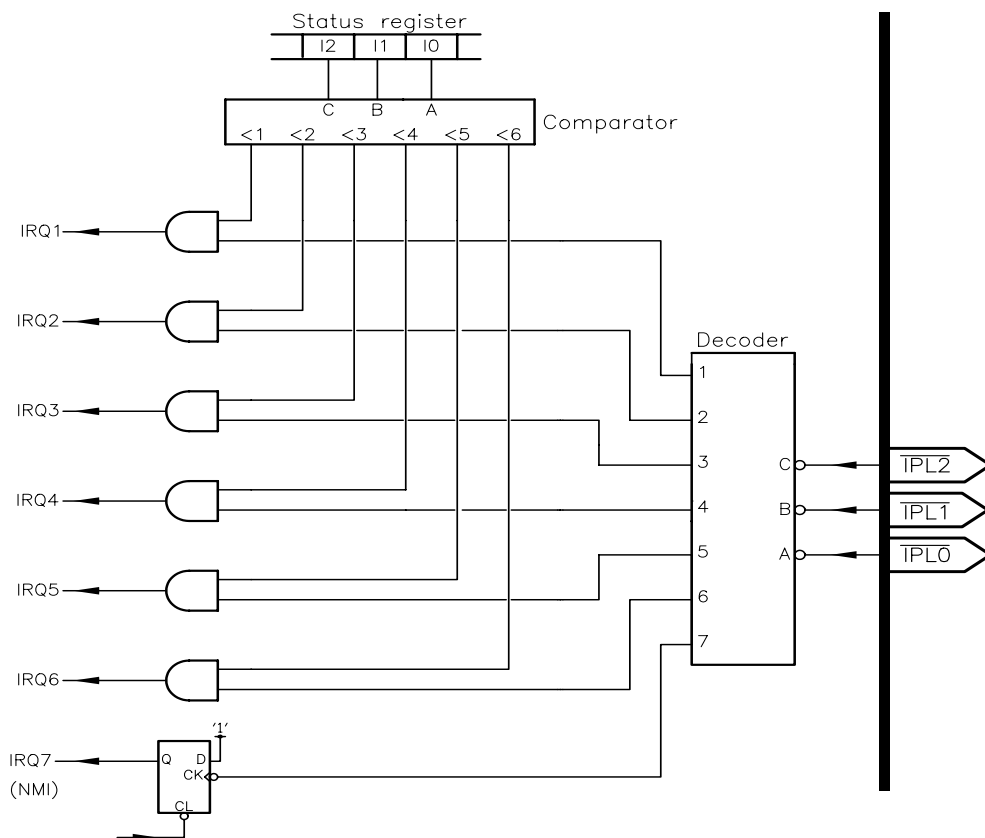 Status register
I2 I1 I0
C B A
Comparator
<1 <2 <3 <4 <5 <6
IRQ1
IRQ2
Decoder
1
IRQ3
2
3 C IPL2
IRQ4
4 B IPL1
5 A IPL0
IRQ5
6
7
IRQ6
'1'
IRQ7 Q D
(NMI)
CK
CL